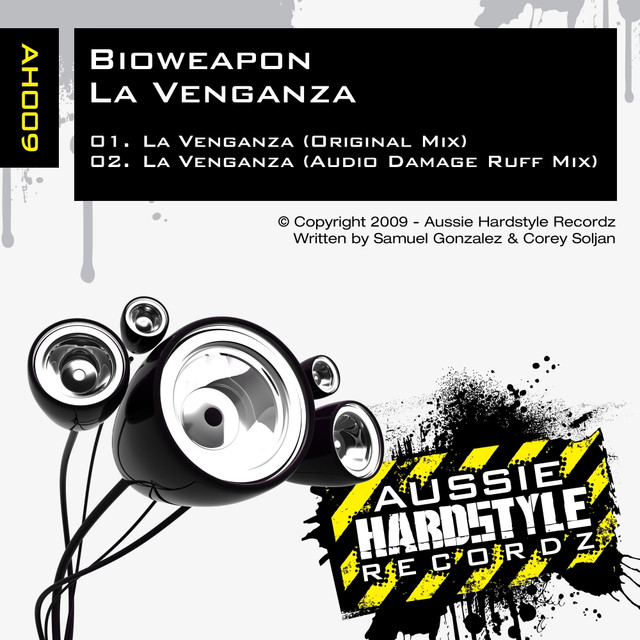 AH009
Bioweapon
La Venganza
01. La Venganza (Original Mix)
02. La Venganza (Audio Damage Ruff Mix)
© Copyright 2009 - Aussie Hardstyle Recordz
Written by Samuel Gonzalez & Corey Soljan
AUSSIE
HARDSTYLE
RECORDZ